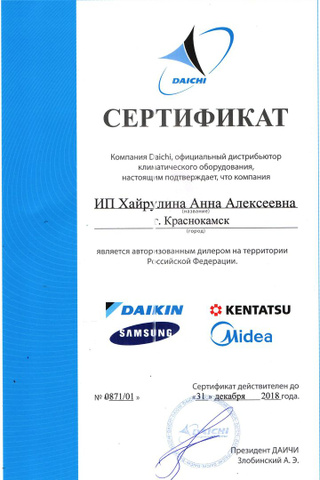 DAICHI
СЕРТИФИКАТ
Компания Daichi, официальный дистрибьютор
климатического оборудования,
настоящим подтверждает, что компания
ИП Хайрулина Анна Алексеевна
(название)
г. Краснокамск
(город)
является авторизованным дилером на территории
Российской Федерации.
DAIKIN KENTATSU
SAMSUNG Midea
Сертификат действителен до
№ 0871/01 » «31 » декабря 2018 года.
DAICHI
Президент ДАИЧИ
Злобинский А. Э.